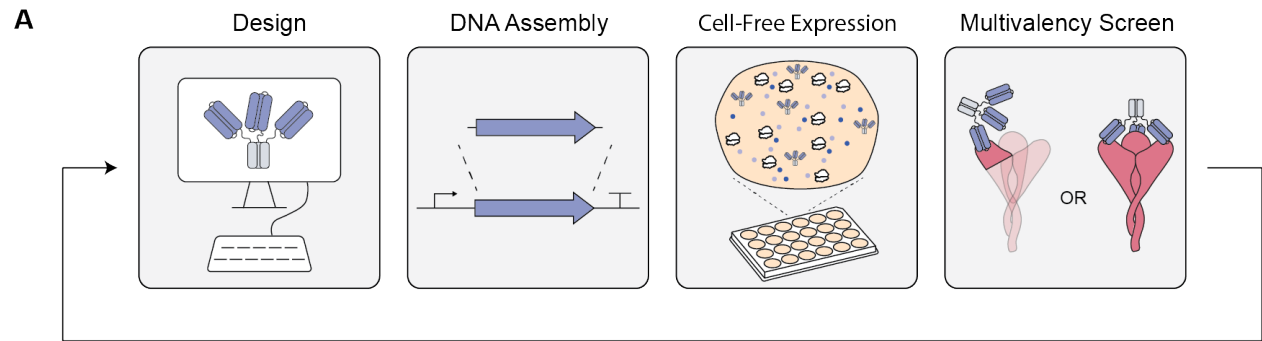 A
Design
DNA Assembly
Cell-Free Expression
Multivalency Screen
OR